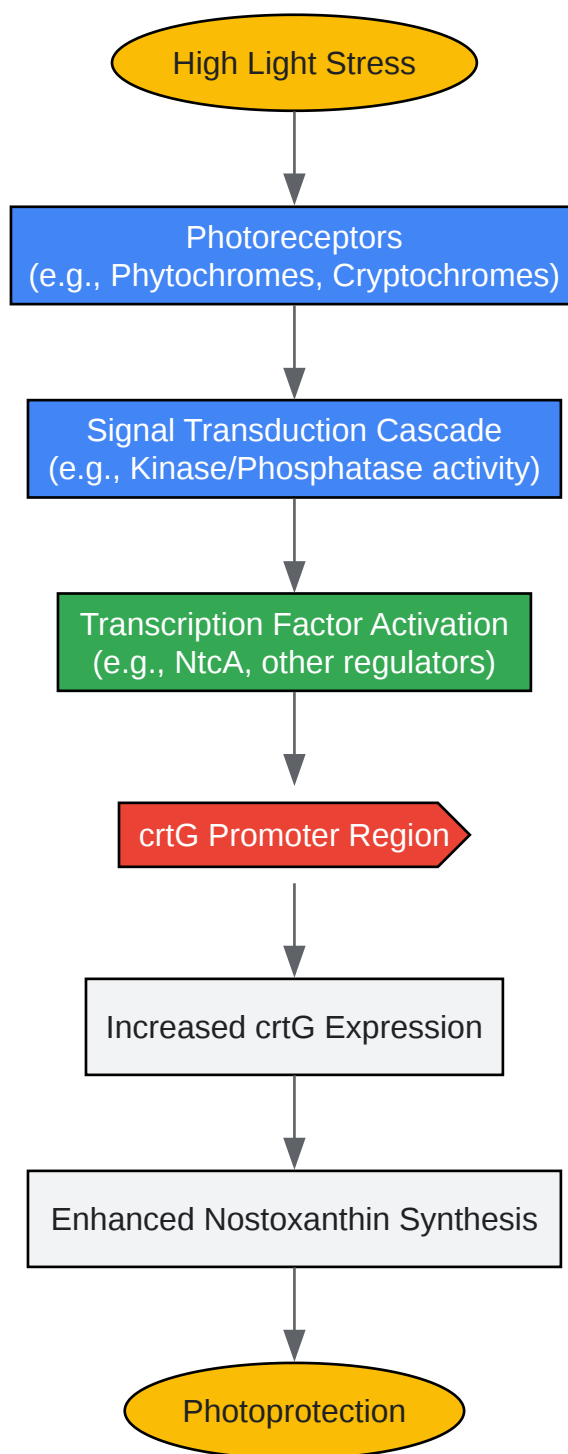 High Light Stress
Photoreceptors
(e.g., Phytochromes, Cryptochromes)
Signal Transduction Cascade
(e.g., Kinase/Phosphatase activity)
Transcription Factor Activation
(e.g., NtcA, other regulators)
crtG Promoter Region
Increased crtG Expression
Enhanced Nostoxanthin Synthesis
Photoprotection